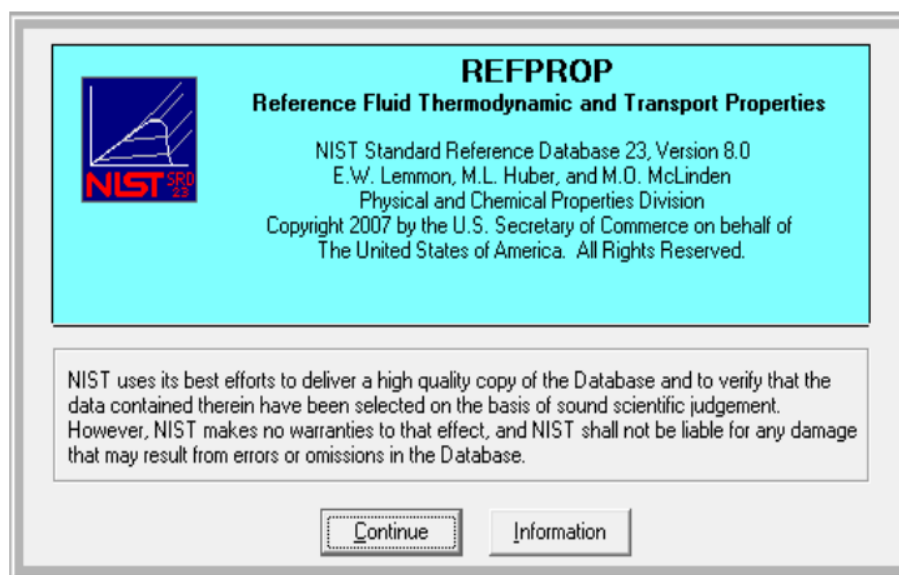 REFPROP
Reference Fluid Thermodynamic and Transport Properties
NIST Standard Reference Database 23, Version 8.0
E.W. Lemmon, M.L. Huber, and M.O. McLinden
Physical and Chemical Properties Division
Copyright 2007 by the U.S. Secretary of Commerce on behalf of
The United States of America.  All Rights Reserved.
NIST SRD
23
NIST uses its best efforts to deliver a high quality copy of the Database and to verify that the
data contained therein have been selected on the basis of sound scientific judgement.
However, NIST makes no warranties to that effect, and NIST shall not be liable for any damage
that may result from errors or omissions in the Database.
Continue
Information